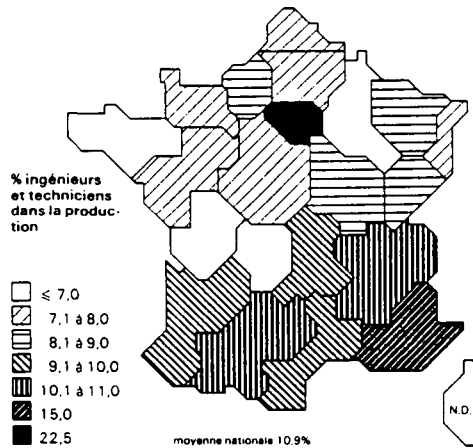 % ingénieurs
et techniciens
dans la produc-
tion
≤ 7,0
7,1 à 8,0
8,1 à 9,0
9,1 à 10,0
10,1 à 11,0
15,0
22,5
moyenne nationale 10,9%
N.D.